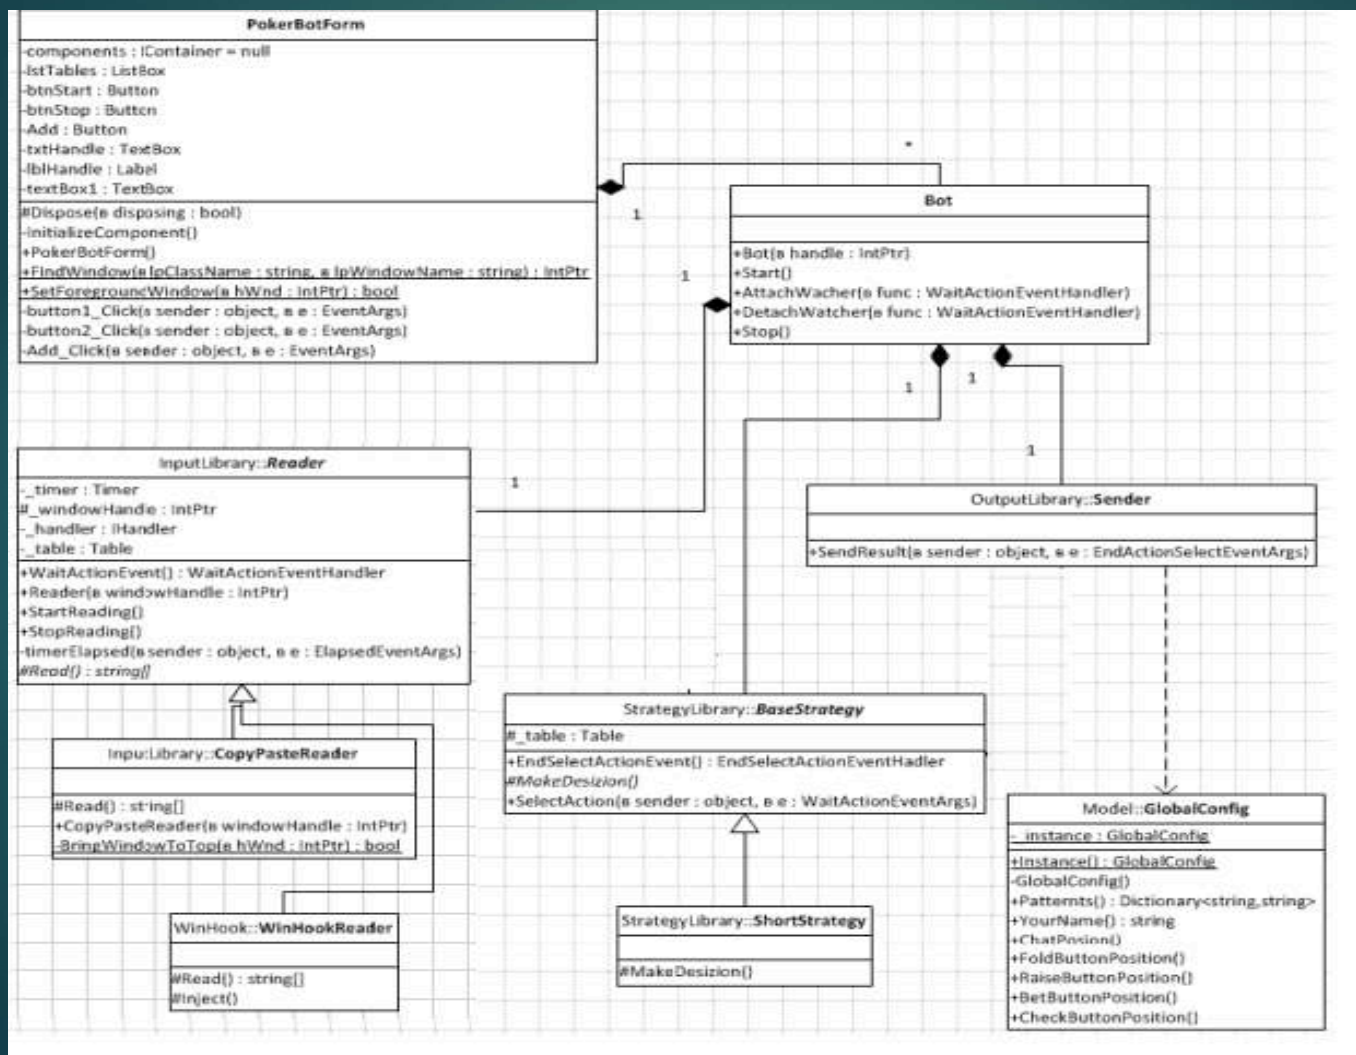 PokerBotForm
-components : IContainer = null
-lstTables : ListBox
-btnStart : Button
-btnStop : Button
-Add : Button
-txtHandle : TextBox
-lblHandle : Label
-textBox1 : TextBox
#Dispose(в disposing : bool)
-InitializeComponent()
+PokerBotForm()
+FindWindow(в lpClassName : string, в lpWindowName : string) : IntPtr
+SetForegroundWindow(в hWnd : IntPtr) : bool
-button1_Click(в sender : object, в e : EventArgs)
-button2_Click(в sender : object, в e : EventArgs)
-Add_Click(в sender : object, в e : EventArgs)
*
1
Bot
+Bot(в handle : IntPtr)
+Start()
+AttachWacher(в func : WaitActionEventHandler)
+DetachWatcher(в func : WaitActionEventHandler)
+Stop()
1
1
1
1
1
InputLibrary::Reader
-_timer : Timer
#_windowHandle : IntPtr
-_handler : IHandler
-_table : Table
+WaitActionEvent() : WaitActionEventHandler
+Reader(в windowHandle : IntPtr)
+StartReading()
+StopReading()
-timerElapsed(в sender : object, в e : ElapsedEventArgs)
#Read() : string[]
OutputLibrary::Sender
+SendResult(в sender : object, в e : EndActionSelectEventArgs)
InputLibrary::CopyPasteReader
#Read() : string[]
+CopyPasteReader(в windowHandle : IntPtr)
-BringWindowToTop(в hWnd : IntPtr) : bool
StrategyLibrary::BaseStrategy
#_table : Table
+EndSelectActionEvent() : EndSelectActionEventHadler
#MakeDesizion()
+SelectAction(в sender : object, в e : WaitActionEventArgs)
WinHook::WinHookReader
#Read() : string[]
#Inject()
StrategyLibrary::ShortStrategy
#MakeDesizion()
Model::GlobalConfig
-_instance : GlobalConfig
+Instance() : GlobalConfig
-GlobalConfig()
+Patternts() : Dictionary<string,string>
+YourName() : string
+ChatPosion()
+FoldButtonPosition()
+RaiseButtonPosition()
+BetButtonPosition()
+CheckButtonPosition()